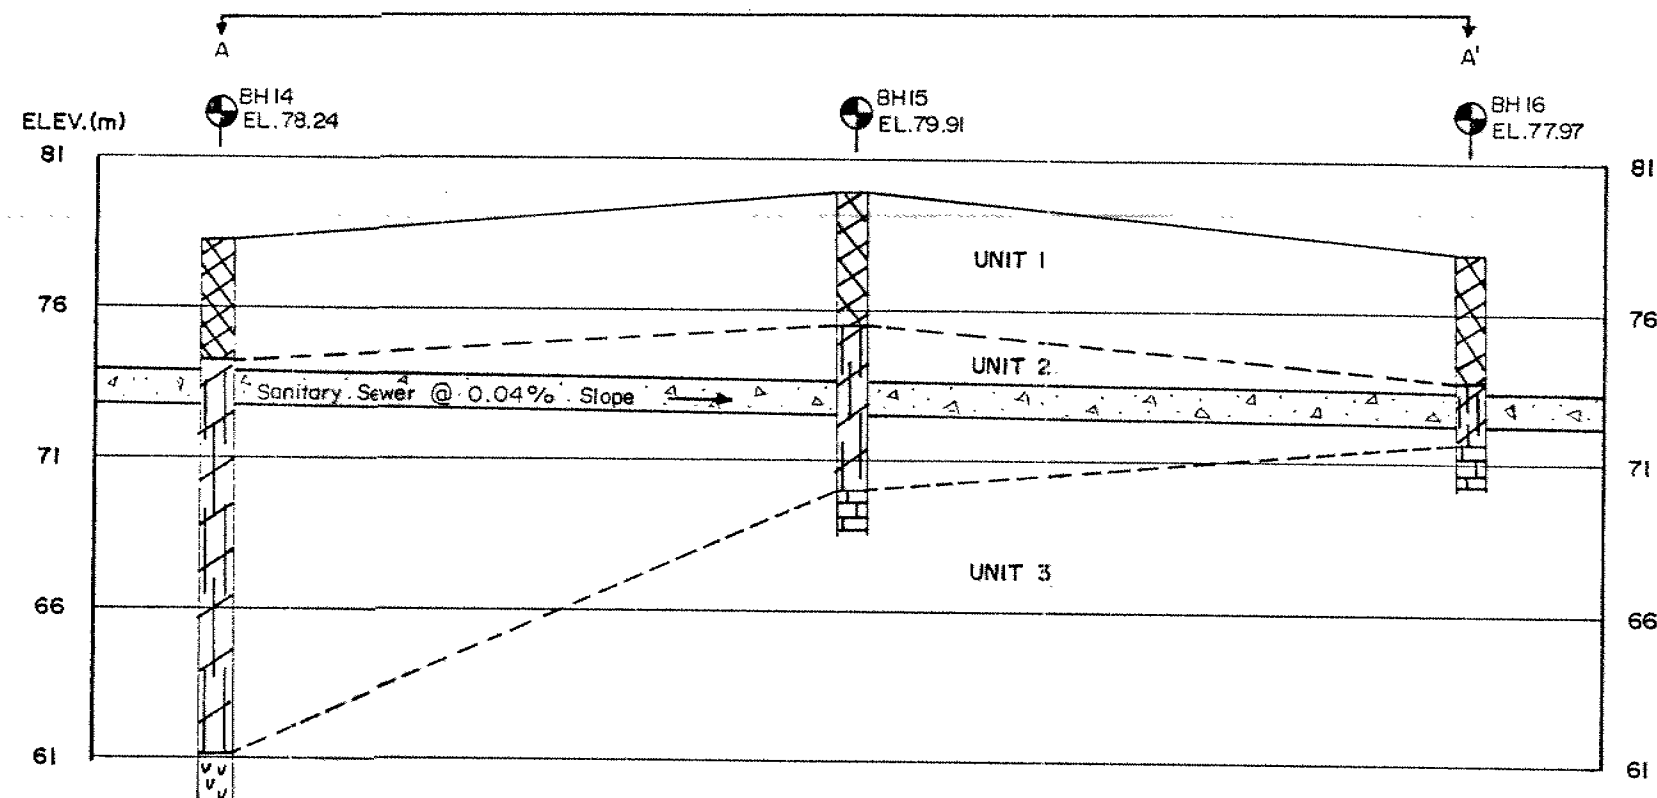 A
A'
BH 14
EL.78.24
BH15
EL.79.91
BH 16
EL.77.97
ELEV.(m)
81
81
UNIT 1
76
76
UNIT 2
Sanitary Sewer @ 0.04% Slope
71
71
UNIT 3
66
66
61
61